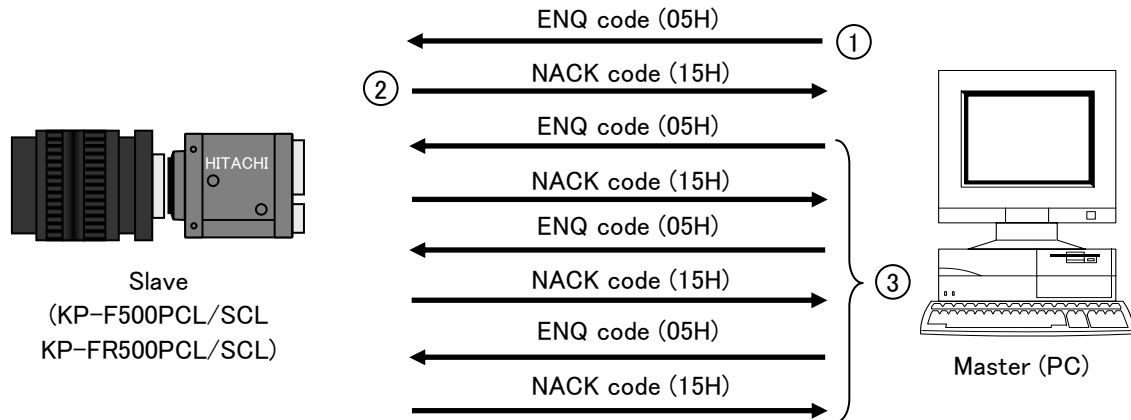 ENQ code (05H)
①
② NACK code (15H)
ENQ code (05H)
HITACHI
NACK code (15H)
ENQ code (05H)
NACK code (15H)
③
ENQ code (05H)
NACK code (15H)
Slave
(KP-F500PCL/SCL
KP-FR500PCL/SCL)
Master (PC)